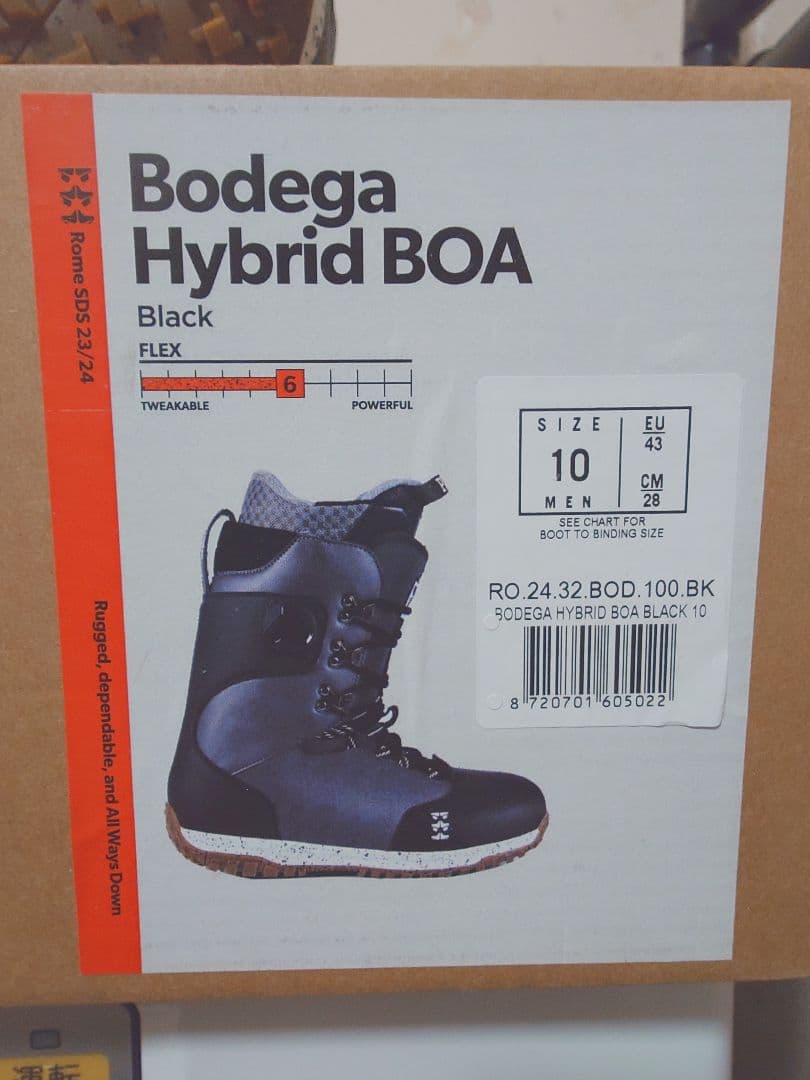 Bodega
Hybrid BOA
Black
FLEX
6
TWEAKABLE
POWERFUL
Rome SDS 23/24
Rugged, dependable, and All Ways Down
SIZE
10
MEN
EU
43
CM
28
SEE CHART FOR
BOOT TO BINDING SIZE
RO.24.32.BOD.100.BK
BODEGA HYBRID BOA BLACK 10
8 720701 605022